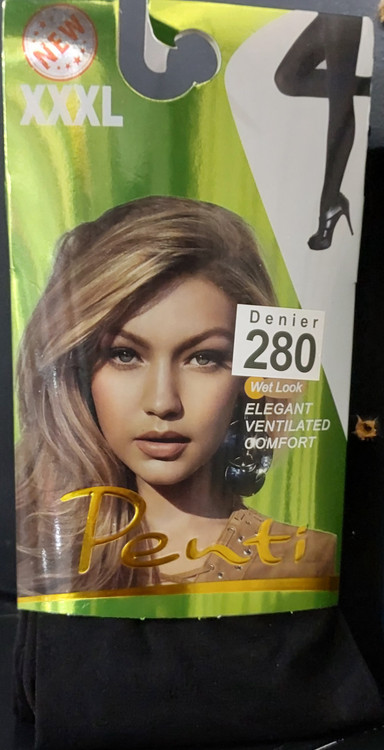 NEW
XXXL
Denier
280
Wet Look
ELEGANT
VENTILATED
COMFORT
Penti